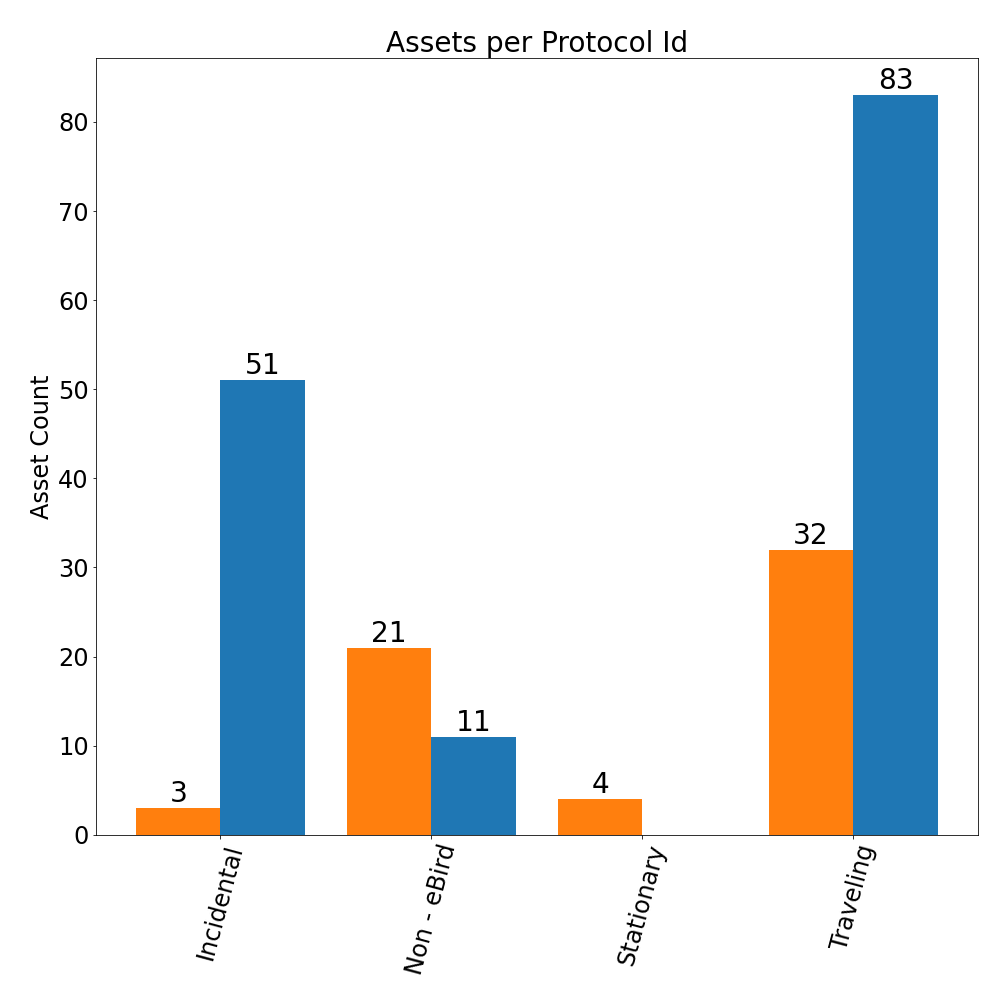 Assets per Protocol Id
83
80
70
60
51
50
Asset Count
40
32
30
21
20
11
10
4
3
0
Incidental
Non - eBird
Stationary
Traveling